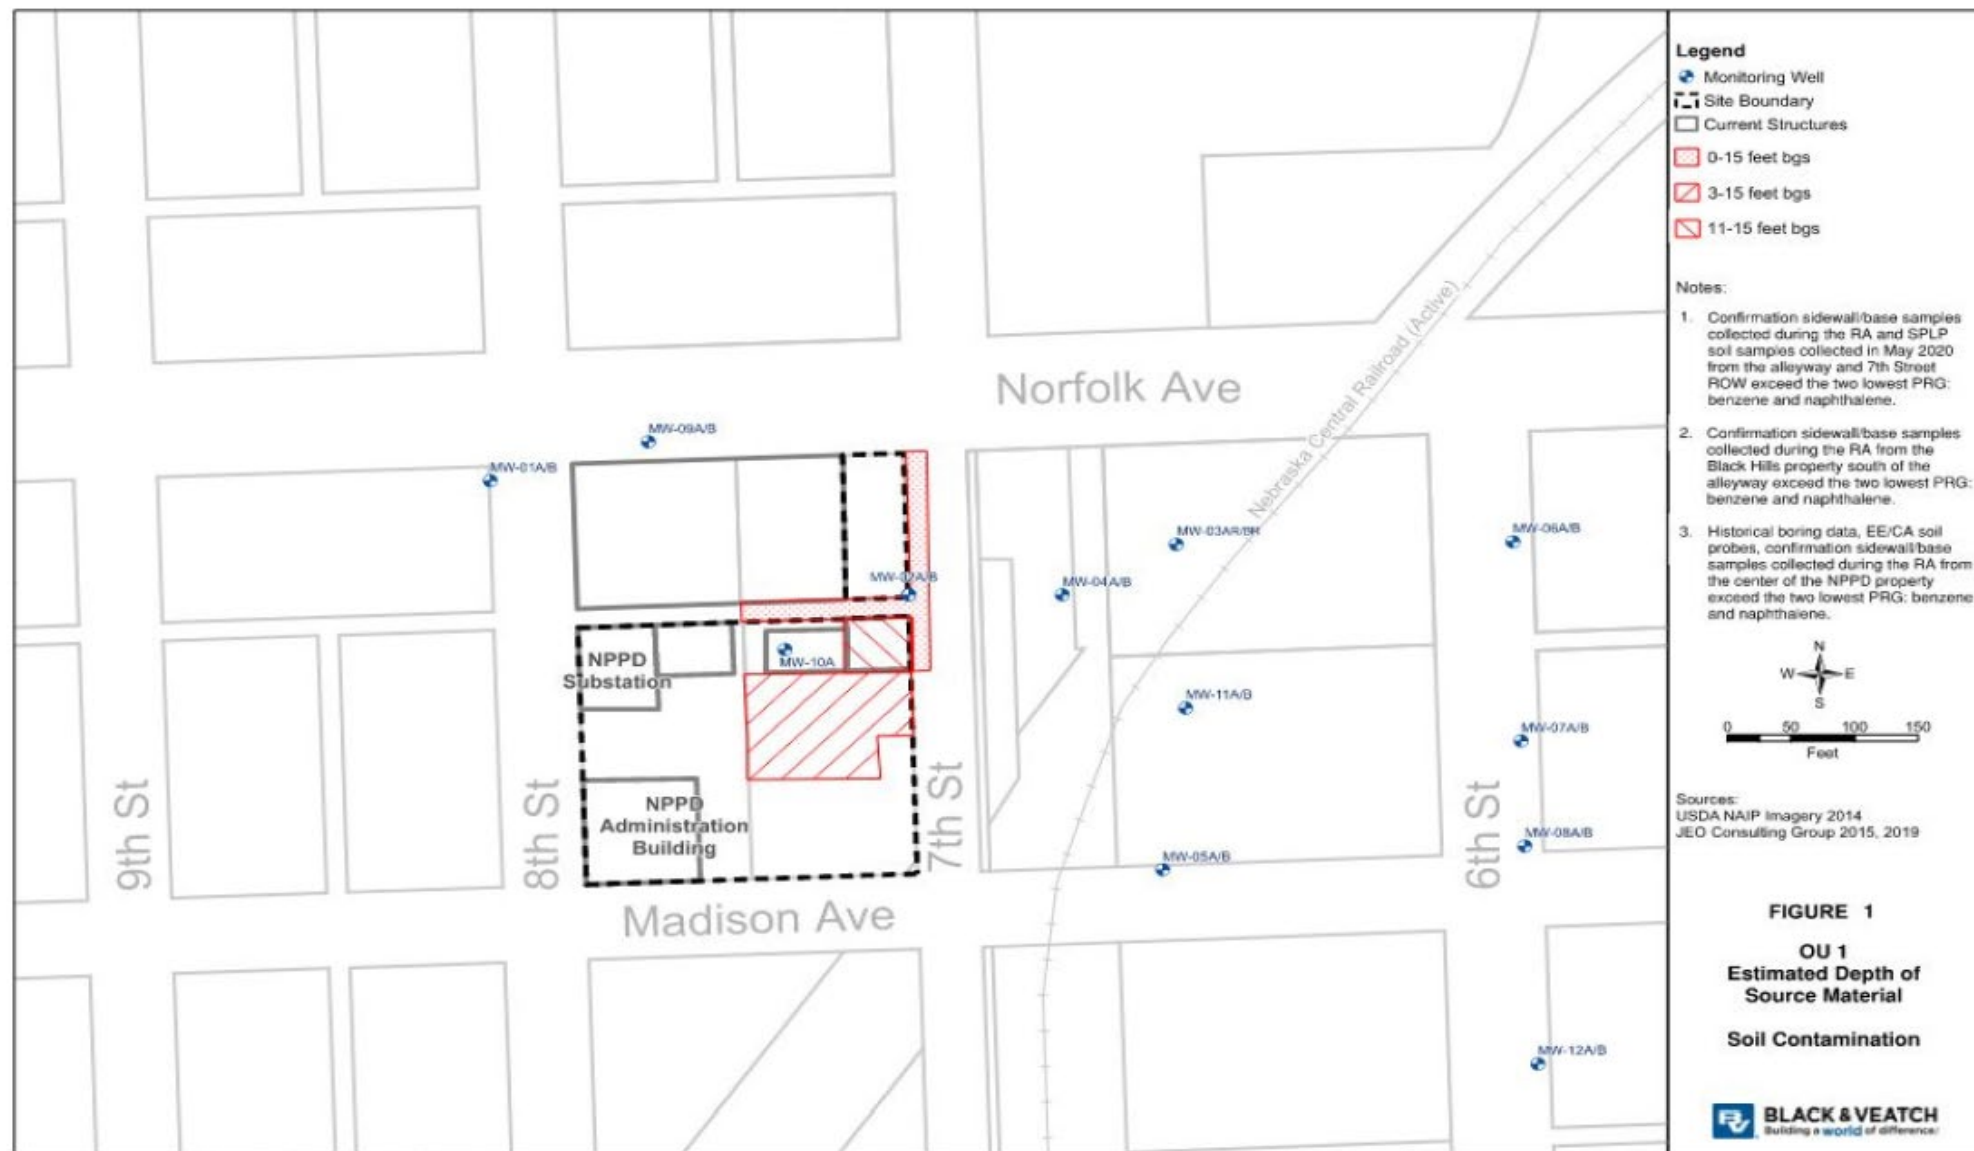 Norfolk Ave
Nebraska Central Railroad (Active)
MW-09A/B
MW-01A/B
MW-02A/B
MW-03AR/BR
MW-04A/B
MW-06A/B
MW-10A
NPPD
Substation
MW-11A/B
MW-07A/B
MW-08A/B
MW-05A/B
NPPD
Administration
Building
9th St
8th St
7th St
6th St
Madison Ave
MW-12A/B
Legend
Monitoring Well
Site Boundary
Current Structures
0-15 feet bgs
3-15 feet bgs
11-15 feet bgs
Notes:
1. Confirmation sidewall/base samples
collected during the RA and SPLP
soil samples collected in May 2020
from the alleyway and 7th Street
ROW exceed the two lowest PRG:
benzene and naphthalene.
2. Confirmation sidewall/base samples
collected during the RA from the
Black Hills property south of the
alleyway exceed the two lowest PRG:
benzene and naphthalene.
3. Historical boring data, EE/CA soil
probes, confirmation sidewall/base
samples collected during the RA from
the center of the NPPD property
exceed the two lowest PRG: benzene
and naphthalene.
N
W E
S
0 50 100 150
Feet
Sources:
USDA NAIP Imagery 2014
JEO Consulting Group 2015, 2019
FIGURE 1
OU 1
Estimated Depth of
Source Material
Soil Contamination
BV BLACK & VEATCH
Building a world of difference.